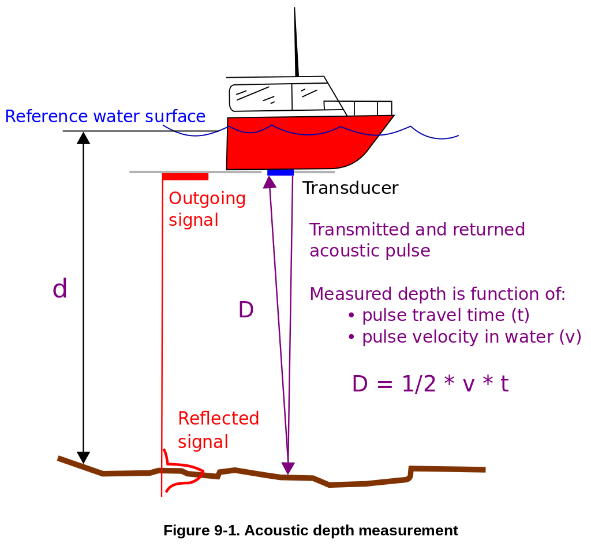 Reference water surface
Transducer
Outgoing
signal
Transmitted and returned
acoustic pulse
d
D
Measured depth is function of:
• pulse travel time (t)
• pulse velocity in water (v)
D = 1/2 * v * t
Reflected
signal
Figure 9-1. Acoustic depth measurement